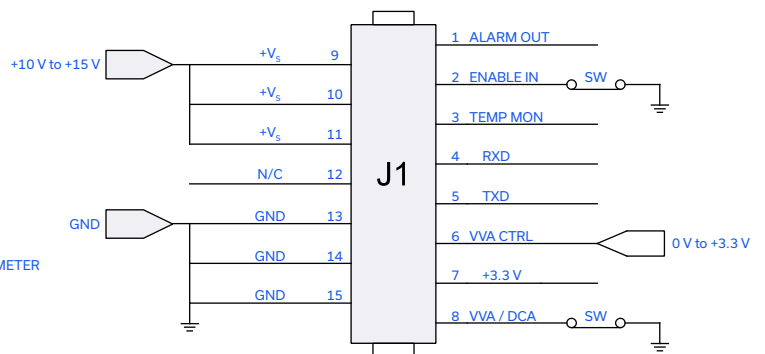 1 ALARM OUT
+10 V to +15 V +Vs 9
2 ENABLE IN SW
+Vs 10
3 TEMP MON
+Vs 11
4 RXD
N/C 12
J1
5 TXD
GND GND 13
6 VVA CTRL 0 V to +3.3 V
METER GND 14
7 +3.3 V
GND 15
8 VVA / DCA SW